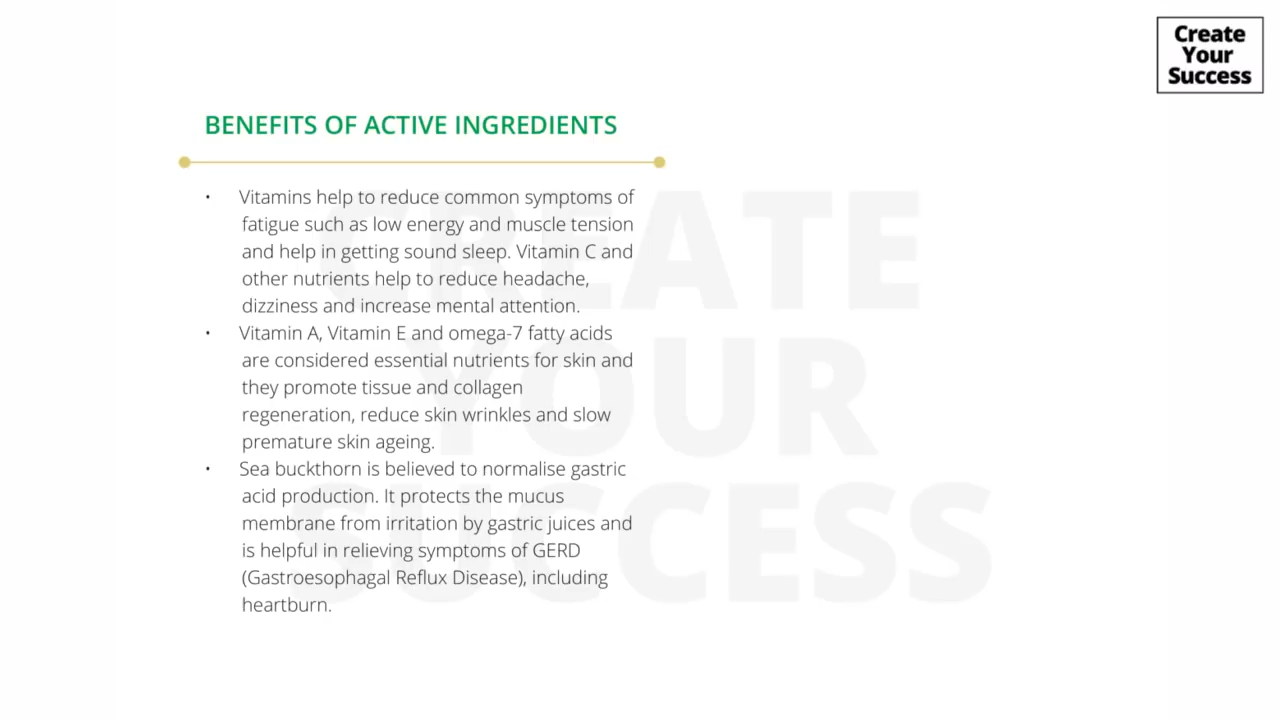 Create
Your
Success
BENEFITS OF ACTIVE INGREDIENTS
• Vitamins help to reduce common symptoms of
fatigue such as low energy and muscle tension
and help in getting sound sleep. Vitamin C and
other nutrients help to reduce headache,
dizziness and increase mental attention.
• Vitamin A, Vitamin E and omega-7 fatty acids
are considered essential nutrients for skin and
they promote tissue and collagen
regeneration, reduce skin wrinkles and slow
premature skin ageing.
• Sea buckthorn is believed to normalise gastric
acid production. It protects the mucus
membrane from irritation by gastric juices and
is helpful in relieving symptoms of GERD
(Gastroesophagal Reflux Disease), including
heartburn.
CREATE
YOUR
SUCCESS